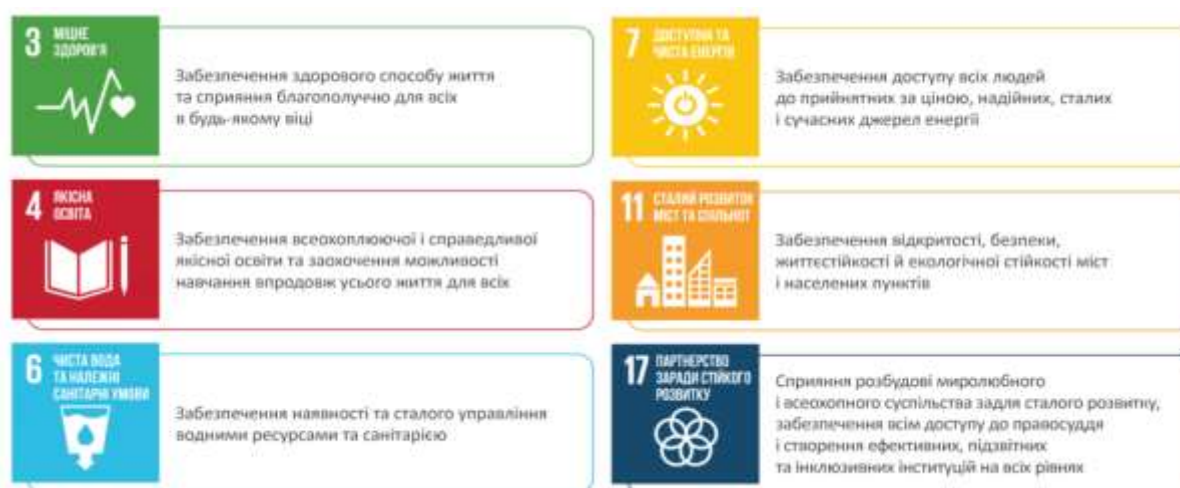 3 МІЦНЕ
ЗДОРОВ'Я
Забезпечення здорового способу життя
та сприяння благополуччю для всіх
в будь-якому віці
4 ЯКІСНА
ОСВІТА
Забезпечення всеохоплюючої і справедливої
якісної освіти та заохочення можливості
навчання впродовж усього життя для всіх
6 ЧИСТА ВОДА
ТА НАЛЕЖНІ
САНІТАРНІ УМОВИ
Забезпечення наявності та сталого управління
водними ресурсами та санітарією
7 ДОСТУПНА ТА
ЧИСТА ЕНЕРГІЯ
Забезпечення доступу всіх людей
до прийнятних за ціною, надійних, сталих
і сучасних джерел енергії
11 СТАЛИЙ РОЗВИТОК
МІСТ ТА СПІЛЬНОТ
Забезпечення відкритості, безпеки,
життєстійкості й екологічної стійкості міст
і населених пунктів
17 ПАРТНЕРСТВО
ЗАРАДИ СТІЙКОГО
РОЗВИТКУ
Сприяння розбудові миролюбного
і всеохопного суспільства задля сталого розвитку,
забезпечення всім доступу до правосуддя
і створення ефективних, підзвітних
та інклюзивних інституцій на всіх рівнях